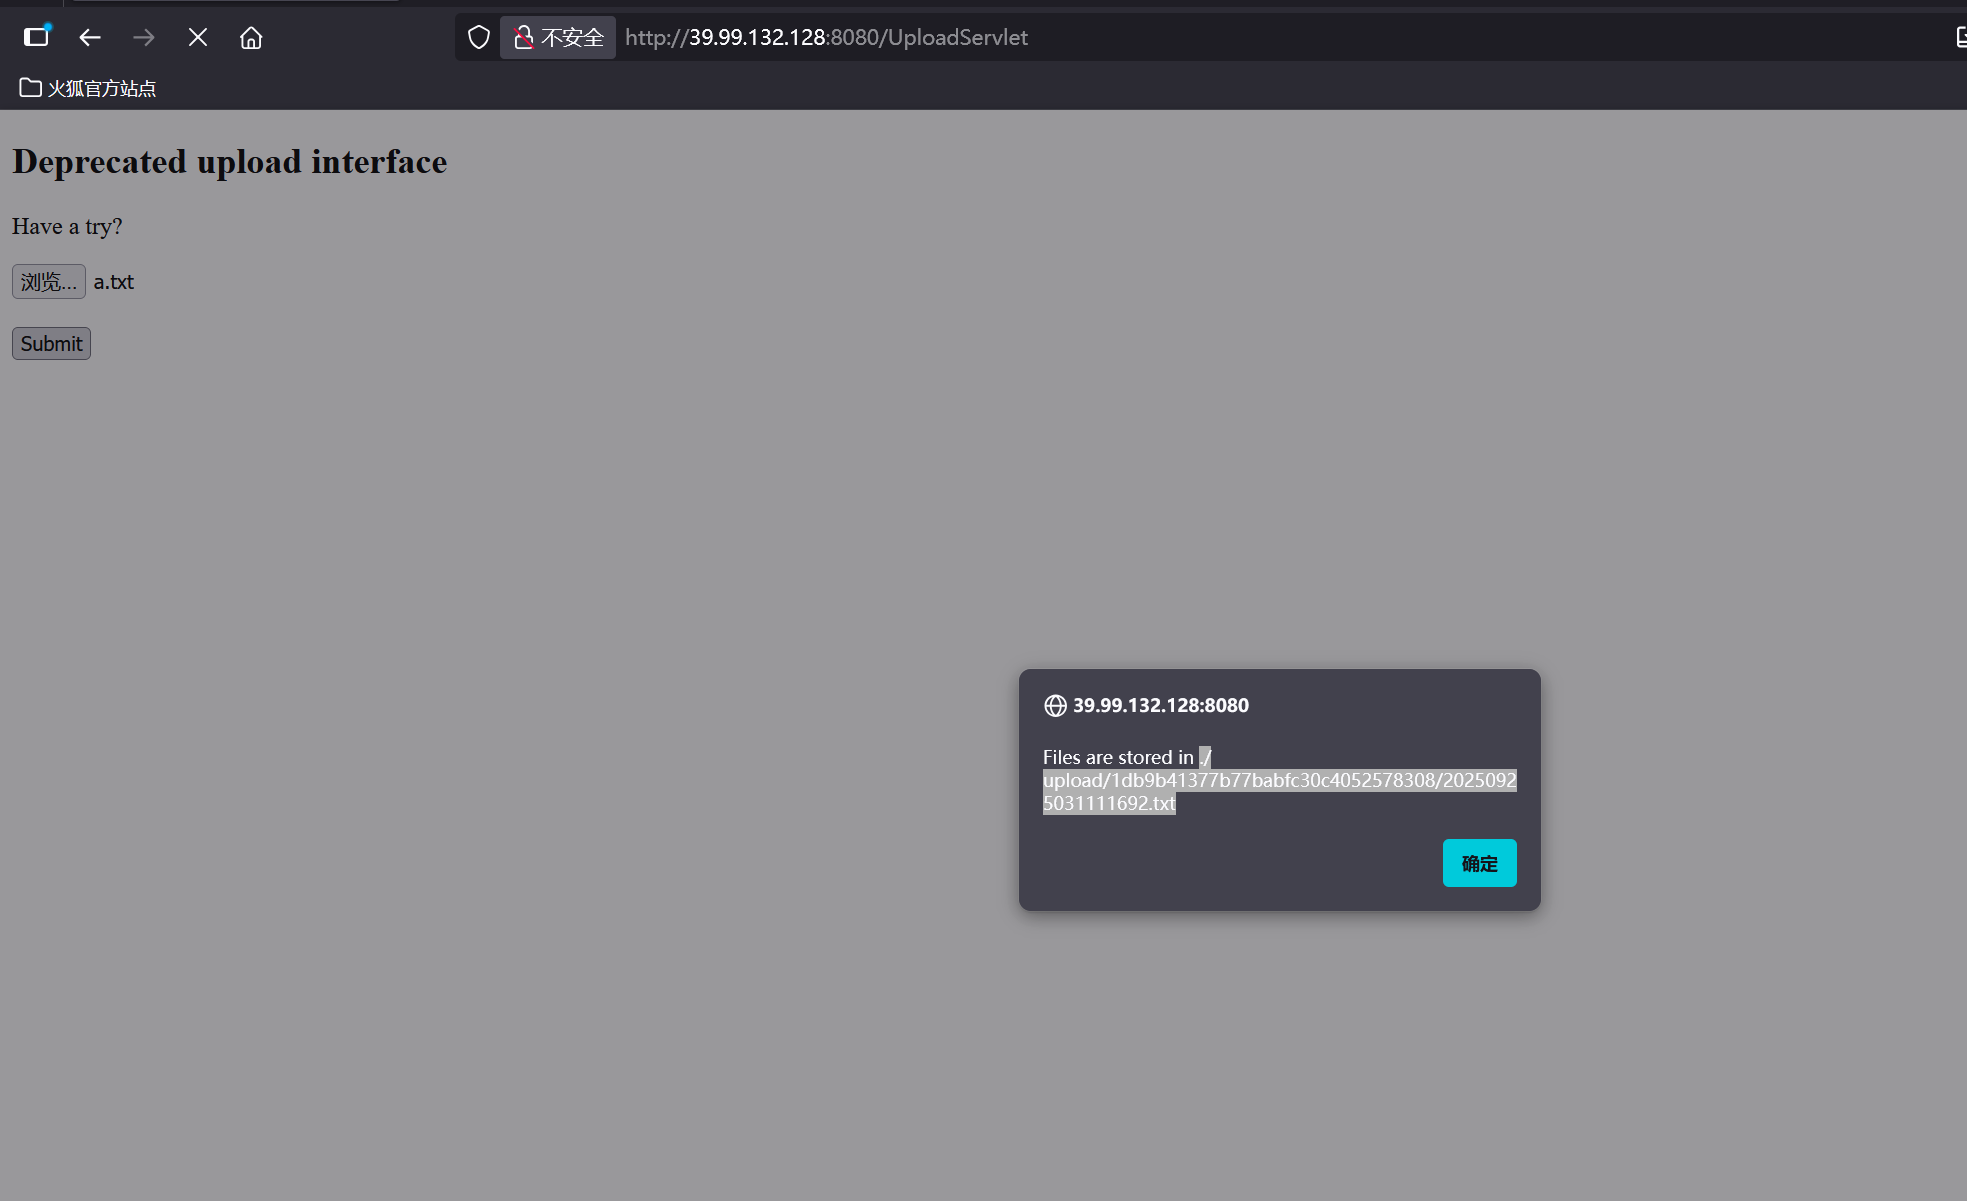 不安全 http://39.99.132.128:8080/UploadServlet
火狐官方站点
Deprecated upload interface
Have a try?
浏览... a.txt
Submit
39.99.132.128:8080
Files are stored in ./
upload/1db9b41377b77babfc30c4052578308/2025092
5031111692.txt
确定